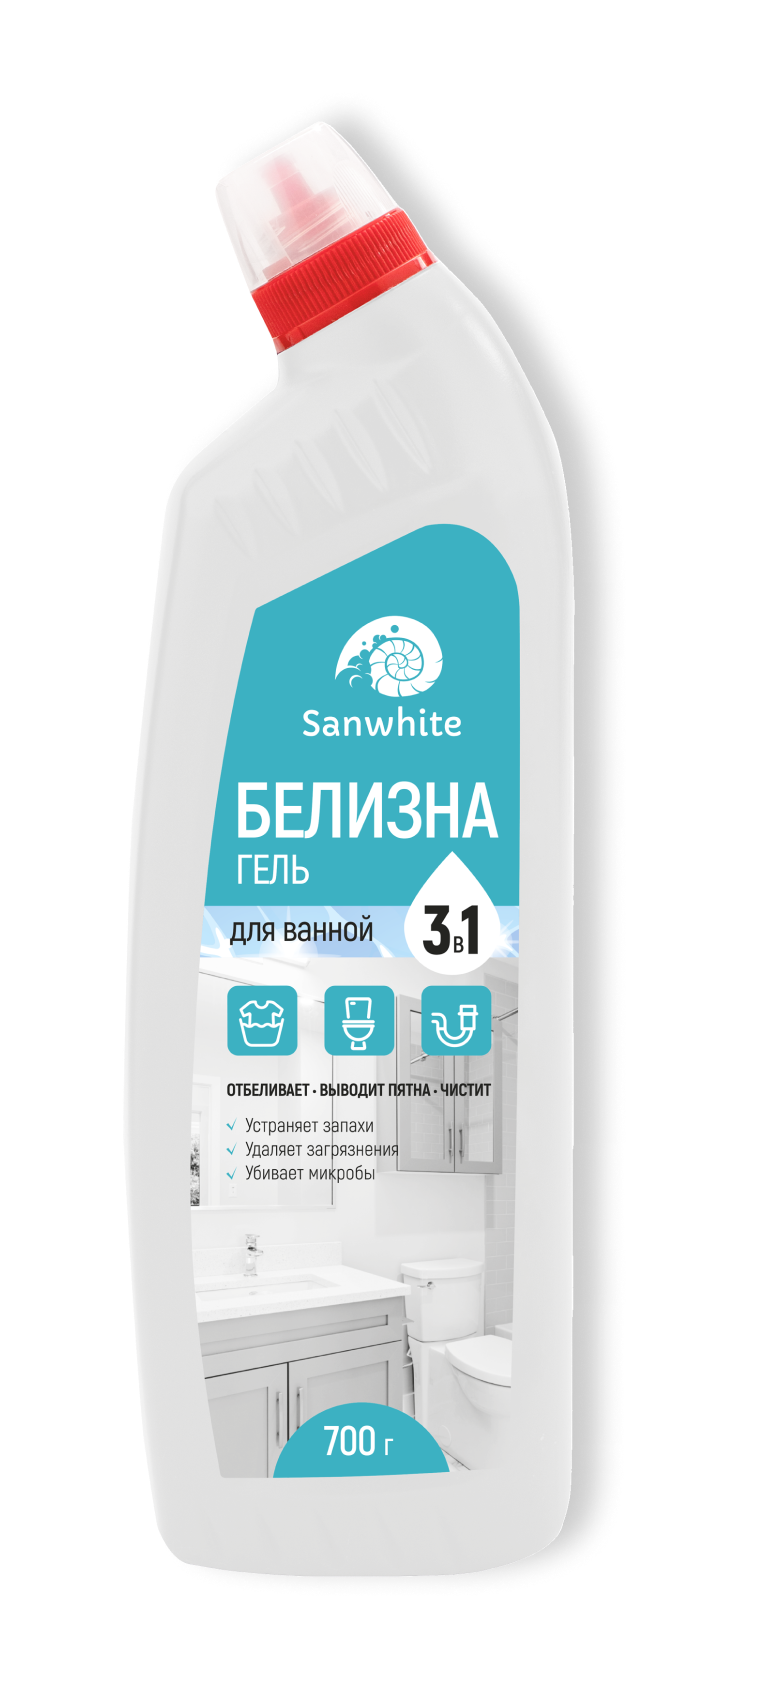 Sanwhite
БЕЛИЗНА
ГЕЛЬ
для ванной
3в1
ОТБЕЛИВАЕТ · ВЫВОДИТ ПЯТНА · ЧИСТИТ
Устраняет запахи
Удаляет загрязнения
Убивает микробы
700 г